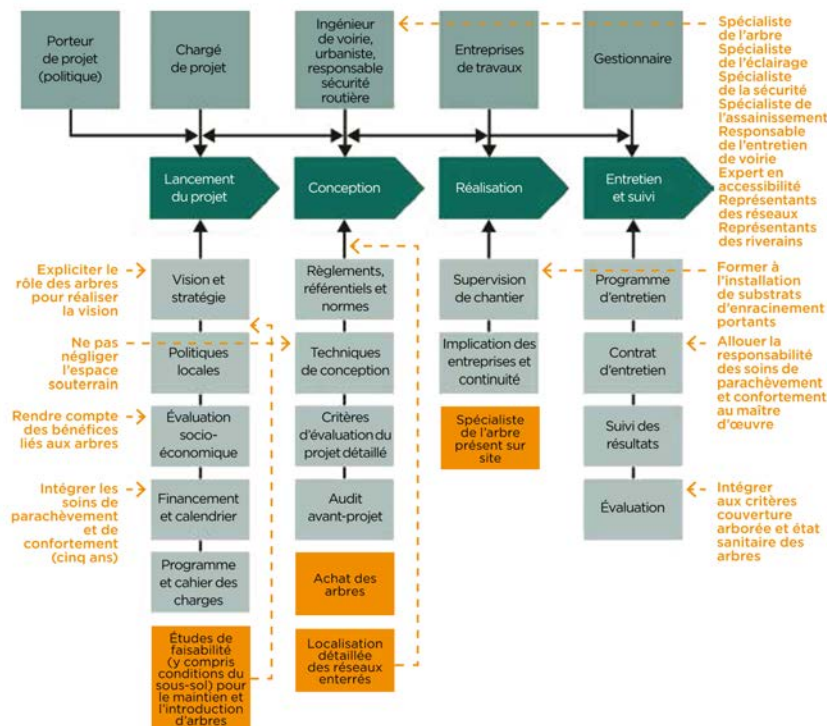 Porteur
de projet
(politique)
Chargé
de projet
Ingénieur
de voirie,
urbaniste,
responsable
sécurité
routière
Entreprises
de travaux
Gestionnaire
Spécialiste
de l'arbre
Spécialiste
de l'éclairage
Spécialiste
de la sécurité
Spécialiste de
l'assainissement
Responsable
de l'entretien
de voirie
Expert en
accessibilité
Représentants
des réseaux
Représentants
des riverains
Lancement
du projet
Conception
Réalisation
Entretien
et suivi
Expliciter le
rôle des arbres
pour réaliser
la vision
Ne pas
négliger
l'espace
souterrain
Rendre compte
des bénéfices
liés aux arbres
Intégrer les
soins de
parachèvement
et de
confortement
(cinq ans)
Vision et
stratégie
Politiques
locales
Évaluation
socio-
économique
Financement
et calendrier
Programme
et cahier des
charges
Études de
faisabilité
(y compris
conditions du
sous-sol) pour
le maintien et
l'introduction
d'arbres
Règlements,
référentiels et
normes
Techniques
de conception
Critères
d'évaluation du
projet détaillé
Audit
avant-projet
Achat des
arbres
Localisation
détaillée
des réseaux
enterrés
Supervision
de chantier
Implication des
entreprises et
continuité
Spécialiste
de l'arbre
présent sur
site
Programme
d'entretien
Contrat
d'entretien
Suivi des
résultats
Évaluation
Former à
l'installation
de substrats
d'enracinement
portants
Allouer la
responsabilité
des soins de
parachèvement
et confortement
au maître
d'œuvre
Intégrer
aux critères
couverture
arborée et état
sanitaire des
arbres